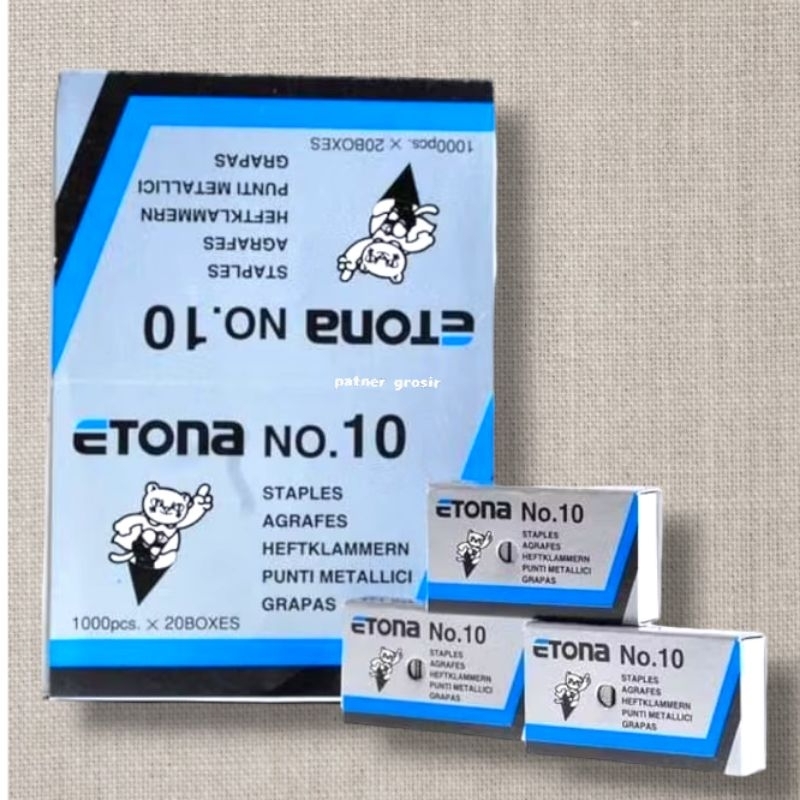 1000pcs. × 20BOXES
GRAPAS
PUNTI METALLICI
HEFTKLAMMERN
AGRAFES
STAPLES
ETONA NO.10
patner grosir
ETONA NO.10
STAPLES
AGRAFES
HEFTKLAMMERN
PUNTI METALLICI
GRAPAS
1000pcs. × 20BOXES
ETONA No.10
STAPLES
AGRAFES
HEFTKLAMMERN
PUNTI METALLICI
GRAPAS
ETONA No.10
STAPLES
AGRAFES
HEFTKLAMMERN
PUNTI METALLICI
GRAPAS
ETONA No.10
STAPLES
AGRAFES
HEFTKLAMMERN
PUNTI METALLICI
GRAPAS